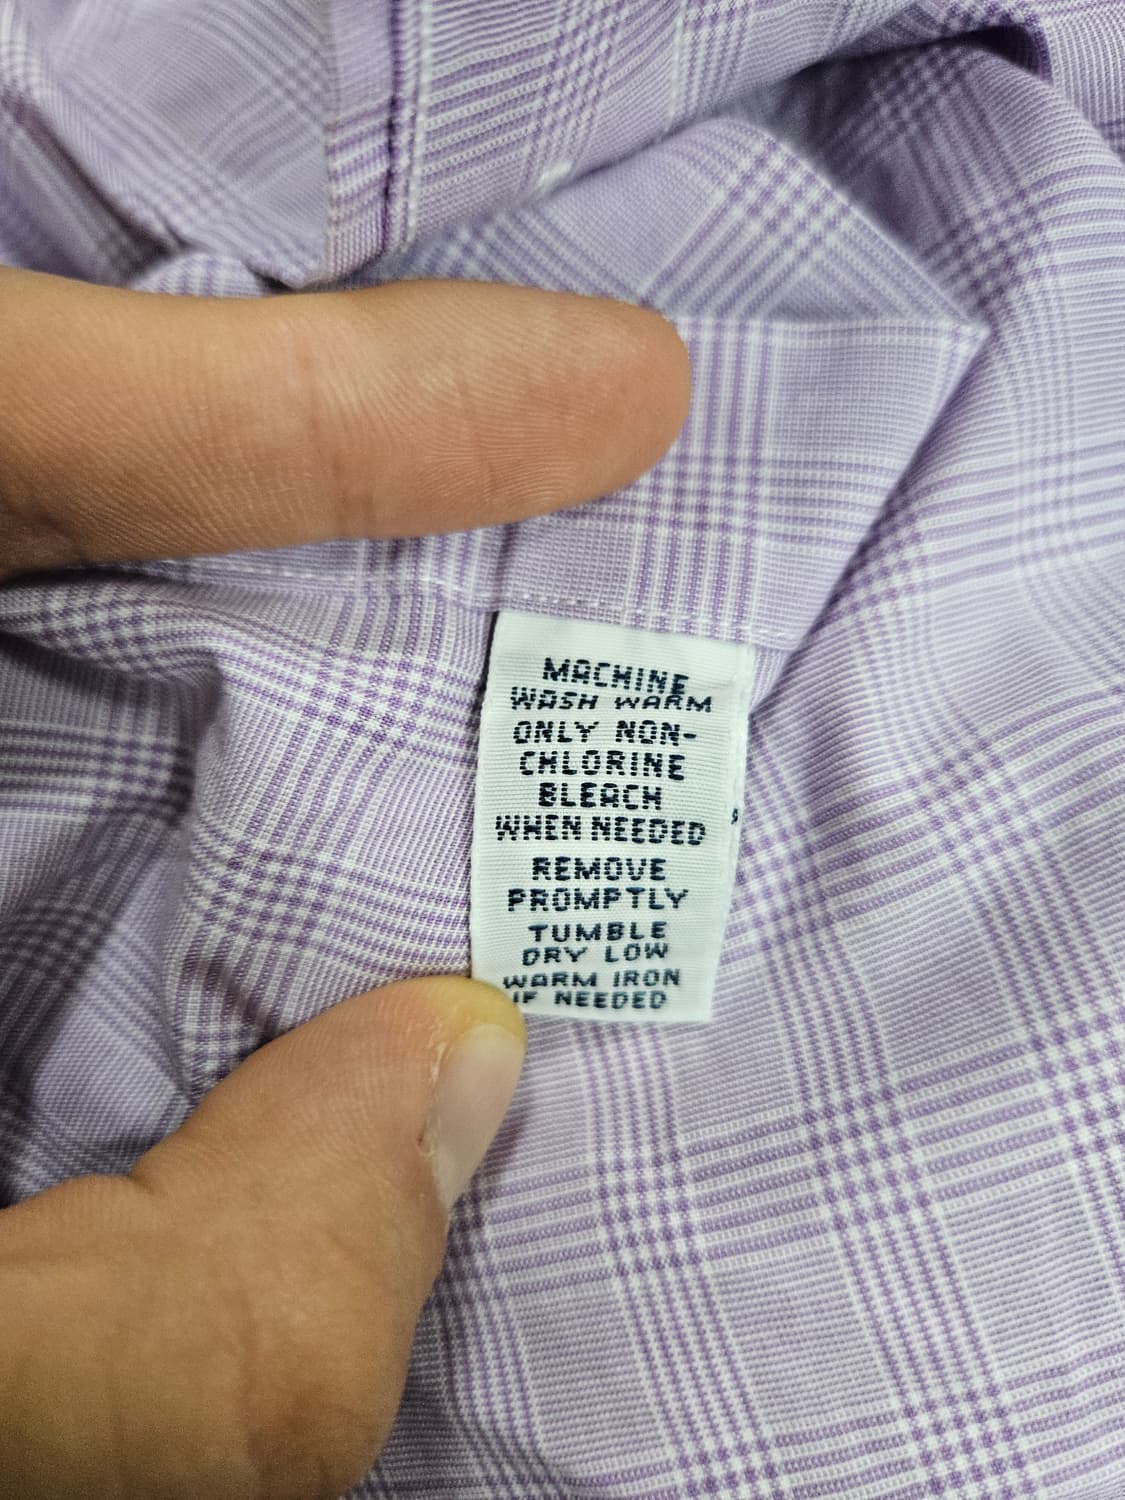 MACHINE
WASH WARM
ONLY NON-
CHLORINE
BLEACH
WHEN NEEDED
REMOVE
PROMPTLY
TUMBLE
DRY LOW
WARM IRON
IF NEEDED